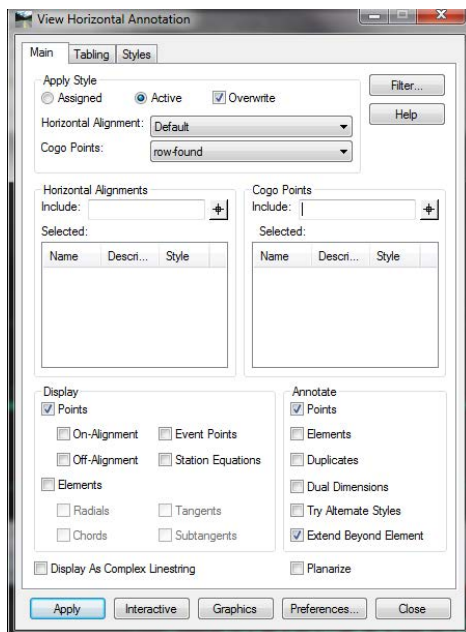 View Horizontal Annotation
Main Tabling Styles
Apply Style
Assigned Active Overwrite
Filter...
Help
Horizontal Alignment: Default
Cogo Points: row-found
Horizontal Alignments
Include:
Selected:
Name Descri... Style
Cogo Points
Include:
Selected:
Name Descri... Style
Display
Points
On-Alignment Event Points
Off-Alignment Station Equations
Elements
Radials Tangents
Chords Subtangents
Annotate
Points
Elements
Duplicates
Dual Dimensions
Try Alternate Styles
Extend Beyond Element
Display As Complex Linestring Planarize
Apply Interactive Graphics Preferences... Close